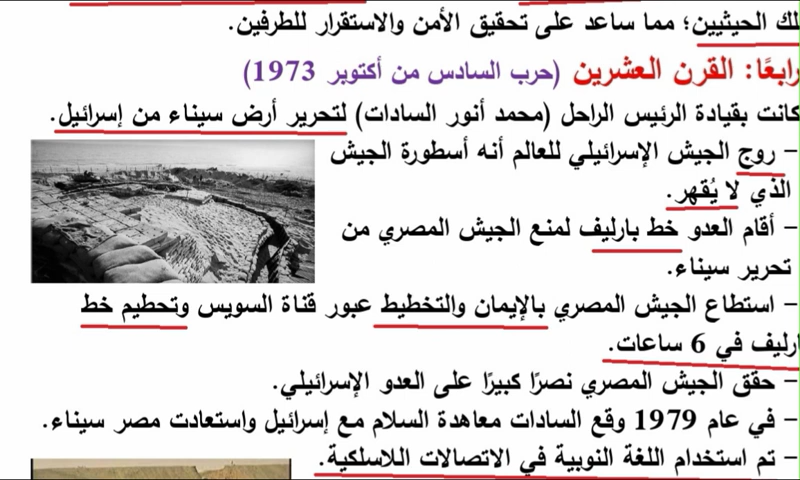 لك الحيثيين؛ مما ساعد على تحقيق الأمن والاستقرار للطرفين.
رابعًا: القرن العشرين (حرب السادس من أكتوبر 1973)
كانت بقيادة الرئيس الراحل (محمد أنور السادات) لتحرير أرض سيناء من إسرائيل.
– روج الجيش الإسرائيلي للعالم أنه أسطورة الجيش
الذي لا يُقهر.
– أقام العدو خط بارليف لمنع الجيش المصري من
تحرير سيناء.
– استطاع الجيش المصري بالإيمان والتخطيط عبور قناة السويس وتحطيم خط
ارليف في 6 ساعات.
– حقق الجيش المصري نصرًا كبيرًا على العدو الإسرائيلي.
– في عام 1979 وقع السادات معاهدة السلام مع إسرائيل واستعادت مصر سيناء.
– تم استخدام اللغة النوبية في الاتصالات اللاسلكية.